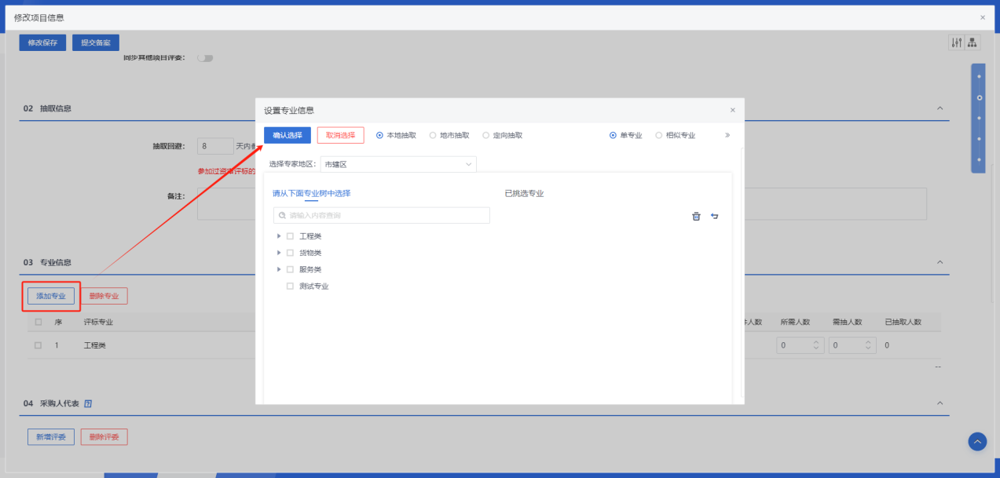 修改项目信息
修改保存
提交备案
同步其他项目评委：
02 抽取信息
抽取回避：
8
天内参
参加过资审评标的
备注：
03 专业信息
添加专业
删除专业
序
评标专业
件人数
所需人数
需抽人数
已抽取人数
1
工程类
0
0
0
--
04 采购人代表
新增评委
删除评委
设置专业信息
确认选择
取消选择
本地抽取
地市抽取
定向抽取
单专业
相似专业
选择专家地区：
市辖区
请从下面专业树中选择
已挑选专业
请输入内容查询
工程类
货物类
服务类
测试专业